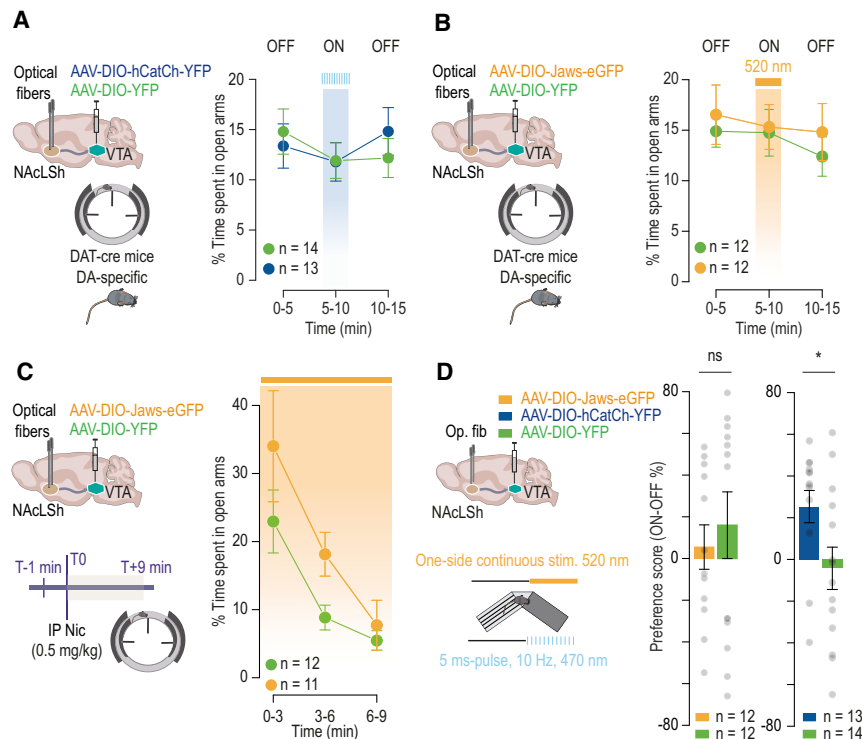 A
Optical fibers
AAV-DIO-hCatCh-YFP
AAV-DIO-YFP
VTA
NAcLSh
DAT-cre mice
DA-specific
OFF ON OFF
% Time spent in open arms
20
15
10
5
0
n = 14
n = 13
0-5 5-10 10-15
Time (min)
B
Optical fibers
AAV-DIO-Jaws-eGFP
AAV-DIO-YFP
VTA
NAcLSh
DAT-cre mice
DA-specific
OFF ON OFF
520 nm
% Time spent in open arms
20
15
10
5
0
n = 12
n = 12
0-5 5-10 10-15
Time (min)
C
Optical fibers
AAV-DIO-Jaws-eGFP
AAV-DIO-YFP
VTA
NAcLSh
T-1 min T0 T+9 min
IP Nic
(0.5 mg/kg)
% Time spent in open arms
40
30
20
10
0
n = 12
n = 11
0-3 3-6 6-9
Time (min)
D
AAV-DIO-Jaws-eGFP
AAV-DIO-hCatCh-YFP
AAV-DIO-YFP
Op. fib
VTA
NAcLSh
One-side continuous stim. 520 nm
5 ms-pulse, 10 Hz, 470 nm
Preference score (ON-OFF %)
ns
80
0
-80
n = 12
n = 12
*
80
0
-80
n = 13
n = 14